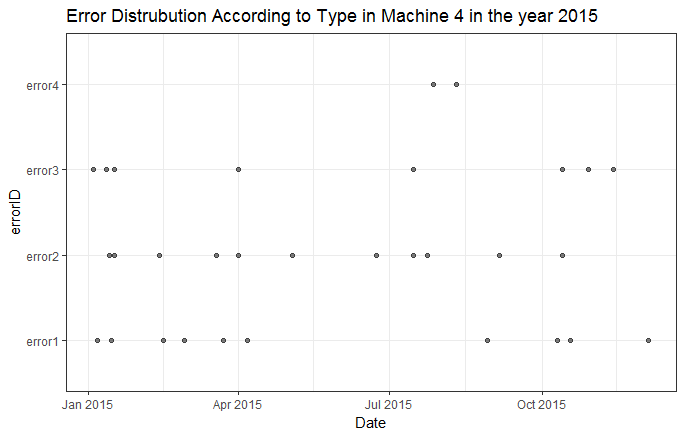 Error Distrubution According to Type in Machine 4 in the year 2015
error4
error3
error2
error1
errorID
Jan 2015
Apr 2015
Jul 2015
Oct 2015
Date